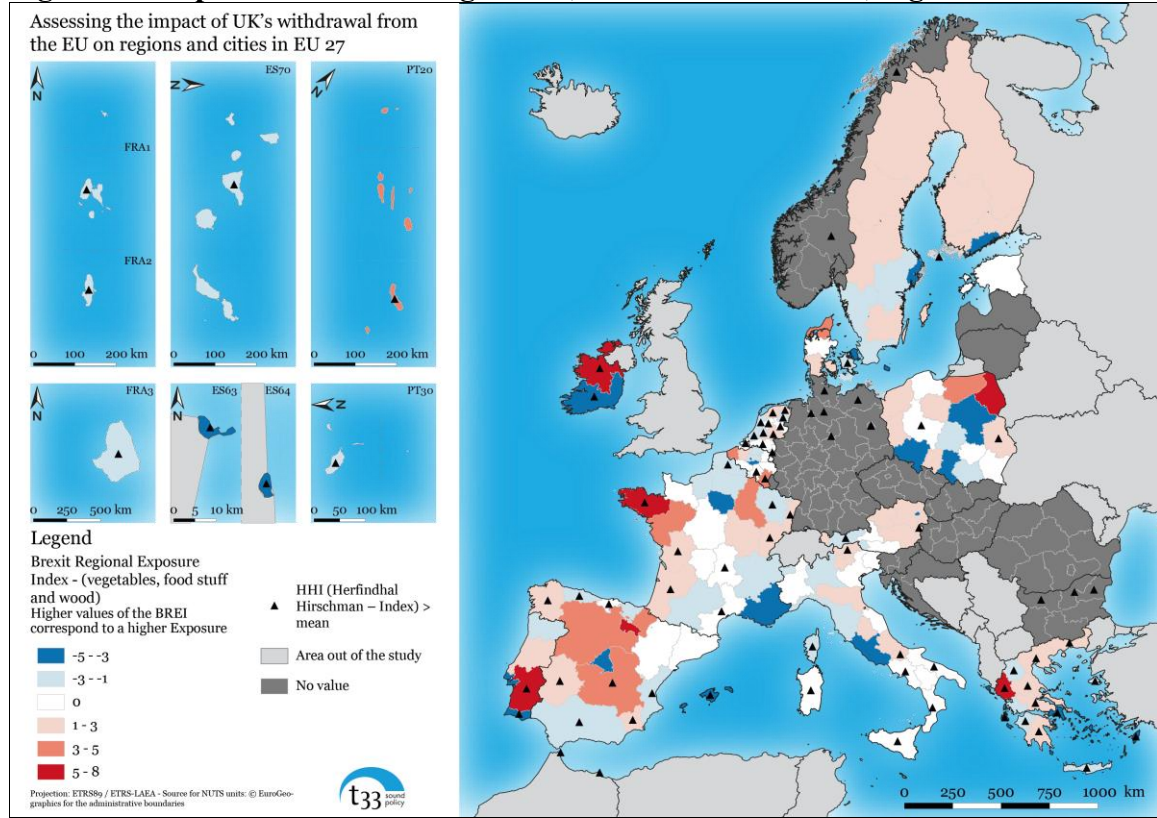 Assessing the impact of UK's withdrawal from
the EU on regions and cities in EU 27
N
FRA1
FRA2
0 100 200 km
N
ES70
0 100 200 km
N
PT20
0 100 200 km
N
FRA3
0 250 500 km
N
ES63
ES64
0 5 10 km
N
PT30
0 50 100 km
Legend
Brexit Regional Exposure
Index - (vegetables, food stuff
and wood)
Higher values of the BREI
correspond to a higher Exposure
-5 - -3
-3 - -1
0
1 - 3
3 - 5
5 - 8
HHI (Herfindhal
Hirschman – Index) >
mean
Area out of the study
No value
Projection: ETRS89 / ETRS-LAEA - Source for NUTS units: © EuroGeo-
graphics for the administrative boundaries
t33 sound
policy
0 250 500 750 1000 km